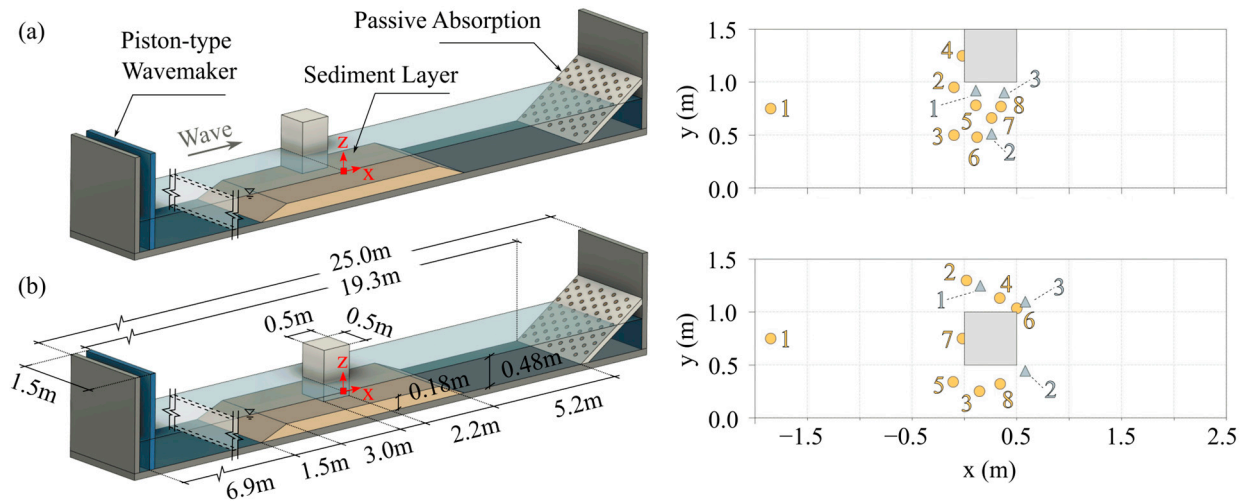 (a)
Piston-type
Wavemaker
Passive Absorption
Sediment Layer
Wave
z
x
(b)
25.0m
19.3m
0.5m
0.5m
1.5m
z
x
0.18m
0.48m
5.2m
2.2m
3.0m
1.5m
6.9m
1.5
1.0
0.5
0.0
y (m)
1
2
3
4
5
6
7
8
1
2
3
1.5
1.0
0.5
0.0
y (m)
1
2
3
4
5
6
7
8
1
2
3
−1.5
−0.5
0.5
1.5
2.5
x (m)